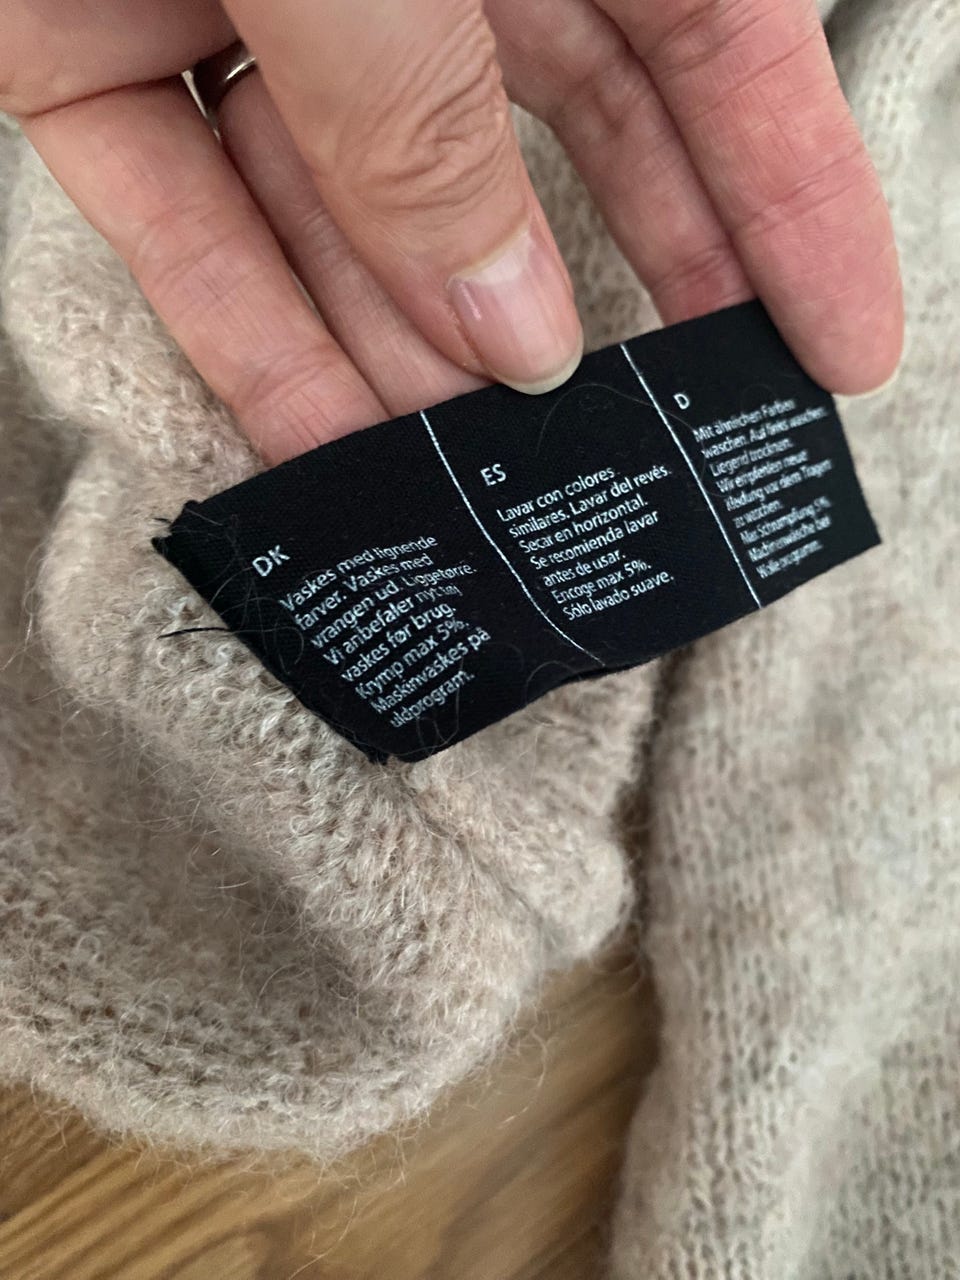 DK
Vaskes med lignende
farver. Vaskes med
vrangen ud. Liggetørre.
Vi anbefaler nyt tøj
vaskes før brug.
Krymp max 5%.
Maskinvaskes på
uldprogram.
ES
Lavar con colores
similares. Lavar del revés.
Secar en horizontal.
Se recomienda lavar
antes de usar.
Encoge max 5%.
Sólo lavado suave.
D
Mit ähnlichen Farben
waschen. Auf links waschen.
Liegend trocknen.
Wir empfehlen neue
Kleidung vor dem Tragen
zu waschen.
Max Schrumpfung 5%
Machinenwäsche bei
Wolle programm.